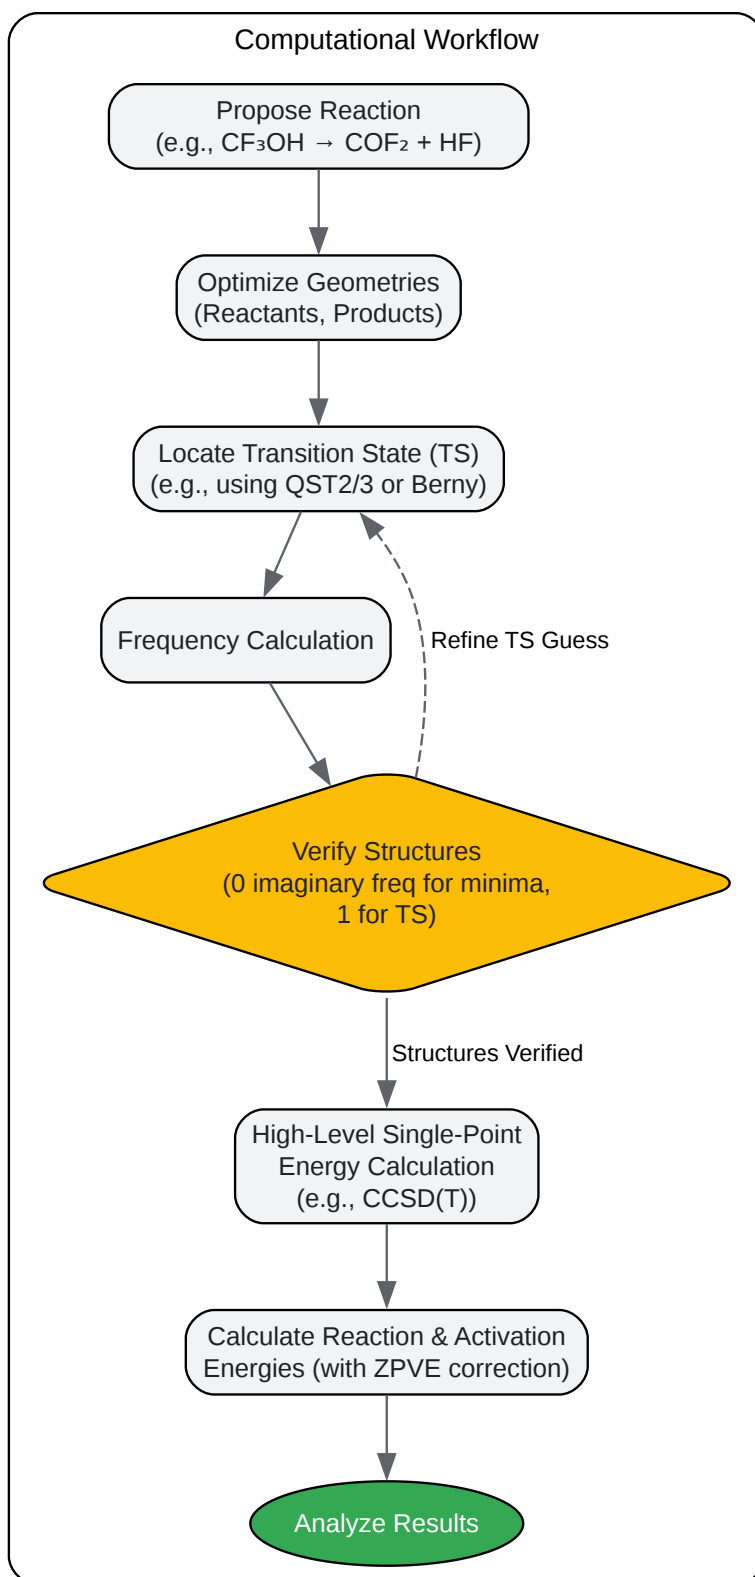 Computational Workflow
Propose Reaction
(e.g., CF₃OH → COF₂ + HF)
Optimize Geometries
(Reactants, Products)
Locate Transition State (TS)
(e.g., using QST2/3 or Berny)
Frequency Calculation
Refine TS Guess
Verify Structures
(0 imaginary freq for minima,
1 for TS)
Structures Verified
High-Level Single-Point
Energy Calculation
(e.g., CCSD(T))
Calculate Reaction & Activation
Energies (with ZPVE correction)
Analyze Results